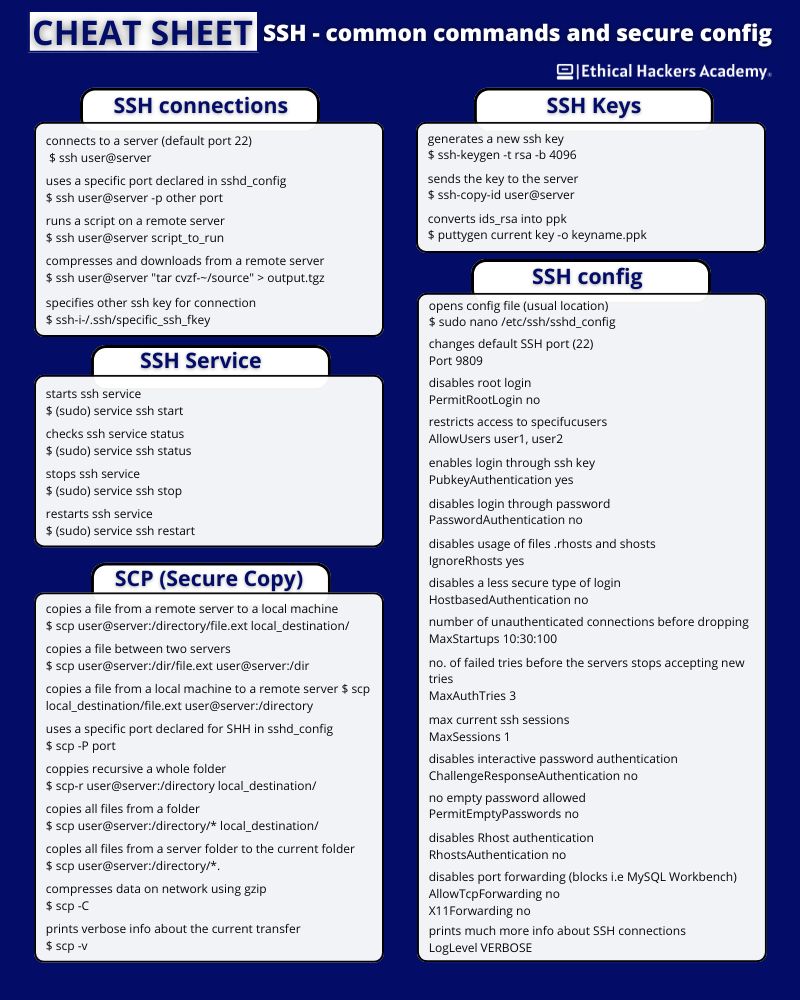 CHEAT SHEET SSH - common commands and secure config
|Ethical Hackers Academy
SSH connections
connects to a server (default port 22)
$ ssh user@server
uses a specific port declared in sshd_config
$ ssh user@server -p other port
runs a script on a remote server
$ ssh user@server script_to_run
compresses and downloads from a remote server
$ ssh user@server "tar cvzf-~/source" > output.tgz
specifies other ssh key for connection
$ ssh-i-/.ssh/specific_ssh_fkey
SSH Service
starts ssh service
$ (sudo) service ssh start
checks ssh service status
$ (sudo) service ssh status
stops ssh service
$ (sudo) service ssh stop
restarts ssh service
$ (sudo) service ssh restart
SCP (Secure Copy)
copies a file from a remote server to a local machine
$ scp user@server:/directory/file.ext local_destination/
copies a file between two servers
$ scp user@server:/dir/file.ext user@server:/dir
copies a file from a local machine to a remote server $ scp
local_destination/file.ext user@server:/directory
uses a specific port declared for SHH in sshd_config
$ scp -P port
coppies recursive a whole folder
$ scp-r user@server:/directory local_destination/
copies all files from a folder
$ scp user@server:/directory/* local_destination/
coples all files from a server folder to the current folder
$ scp user@server:/directory/*.
compresses data on network using gzip
$ scp -C
prints verbose info about the current transfer
$ scp -v
SSH Keys
generates a new ssh key
$ ssh-keygen -t rsa -b 4096
sends the key to the server
$ ssh-copy-id user@server
converts ids_rsa into ppk
$ puttygen current key -o keyname.ppk
SSH config
opens config file (usual location)
$ sudo nano /etc/ssh/sshd_config
changes default SSH port (22)
Port 9809
disables root login
PermitRootLogin no
restricts access to specifucusers
AllowUsers user1, user2
enables login through ssh key
PubkeyAuthentication yes
disables login through password
PasswordAuthentication no
disables usage of files .rhosts and shosts
IgnoreRhosts yes
disables a less secure type of login
HostbasedAuthentication no
number of unauthenticated connections before dropping
MaxStartups 10:30:100
no. of failed tries before the servers stops accepting new
tries
MaxAuthTries 3
max current ssh sessions
MaxSessions 1
disables interactive password authentication
ChallengeResponseAuthentication no
no empty password allowed
PermitEmptyPasswords no
disables Rhost authentication
RhostsAuthentication no
disables port forwarding (blocks i.e MySQL Workbench)
AllowTcpForwarding no
X11Forwarding no
prints much more info about SSH connections
LogLevel VERBOSE